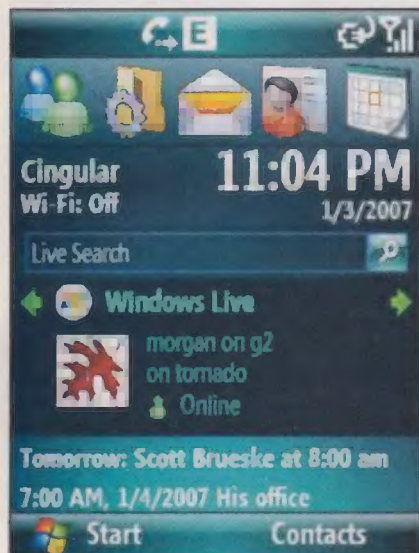 E
Cingular
11:04 PM
Wi-Fi: Off
1/3/2007
Live Search
Windows Live
morgan on g2
on tornado
Online
Tomorrow: Scott Brueske at 8:00 am
7:00 AM, 1/4/2007 His office
Start
Contacts